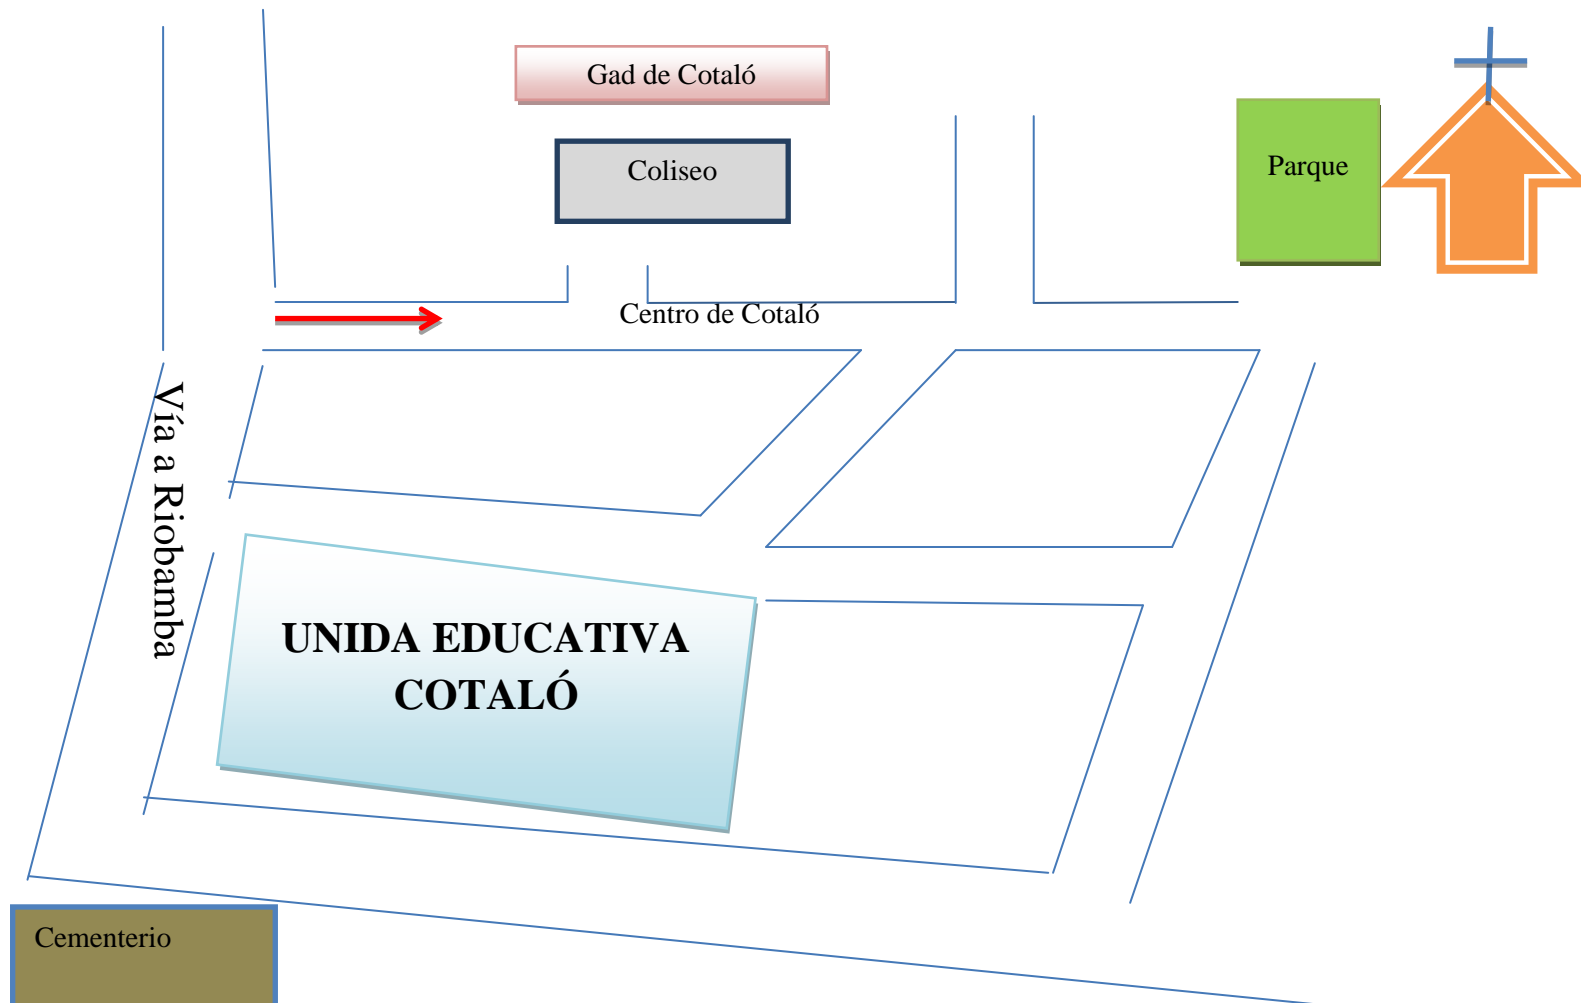 Gad de Cotaló
Coliseo
Parque
Centro de Cotaló
Vía a Riobamba
UNIDA EDUCATIVA
COTALÓ
Cementerio